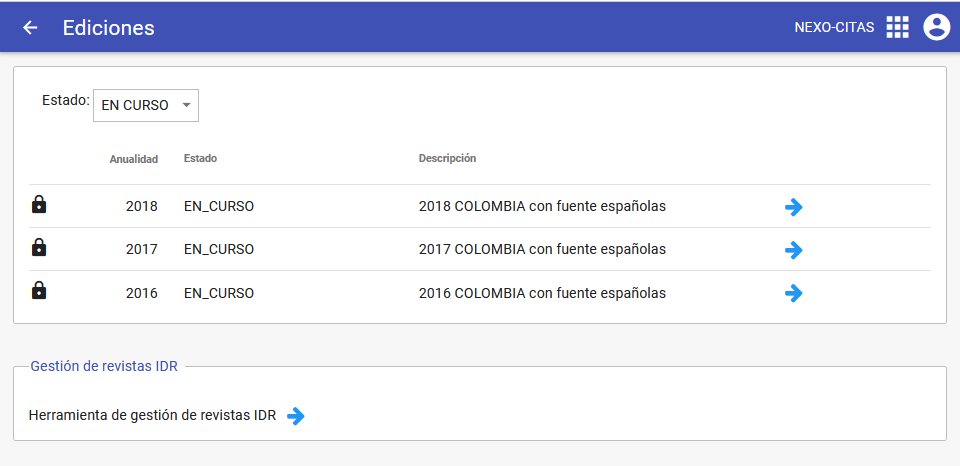 Ediciones
NEXO-CITAS
Estado: EN CURSO
Anualidad Estado Descripción
2018 EN_CURSO 2018 COLOMBIA con fuente españolas
2017 EN_CURSO 2017 COLOMBIA con fuente españolas
2016 EN_CURSO 2016 COLOMBIA con fuente españolas
Gestión de revistas IDR
Herramienta de gestión de revistas IDR